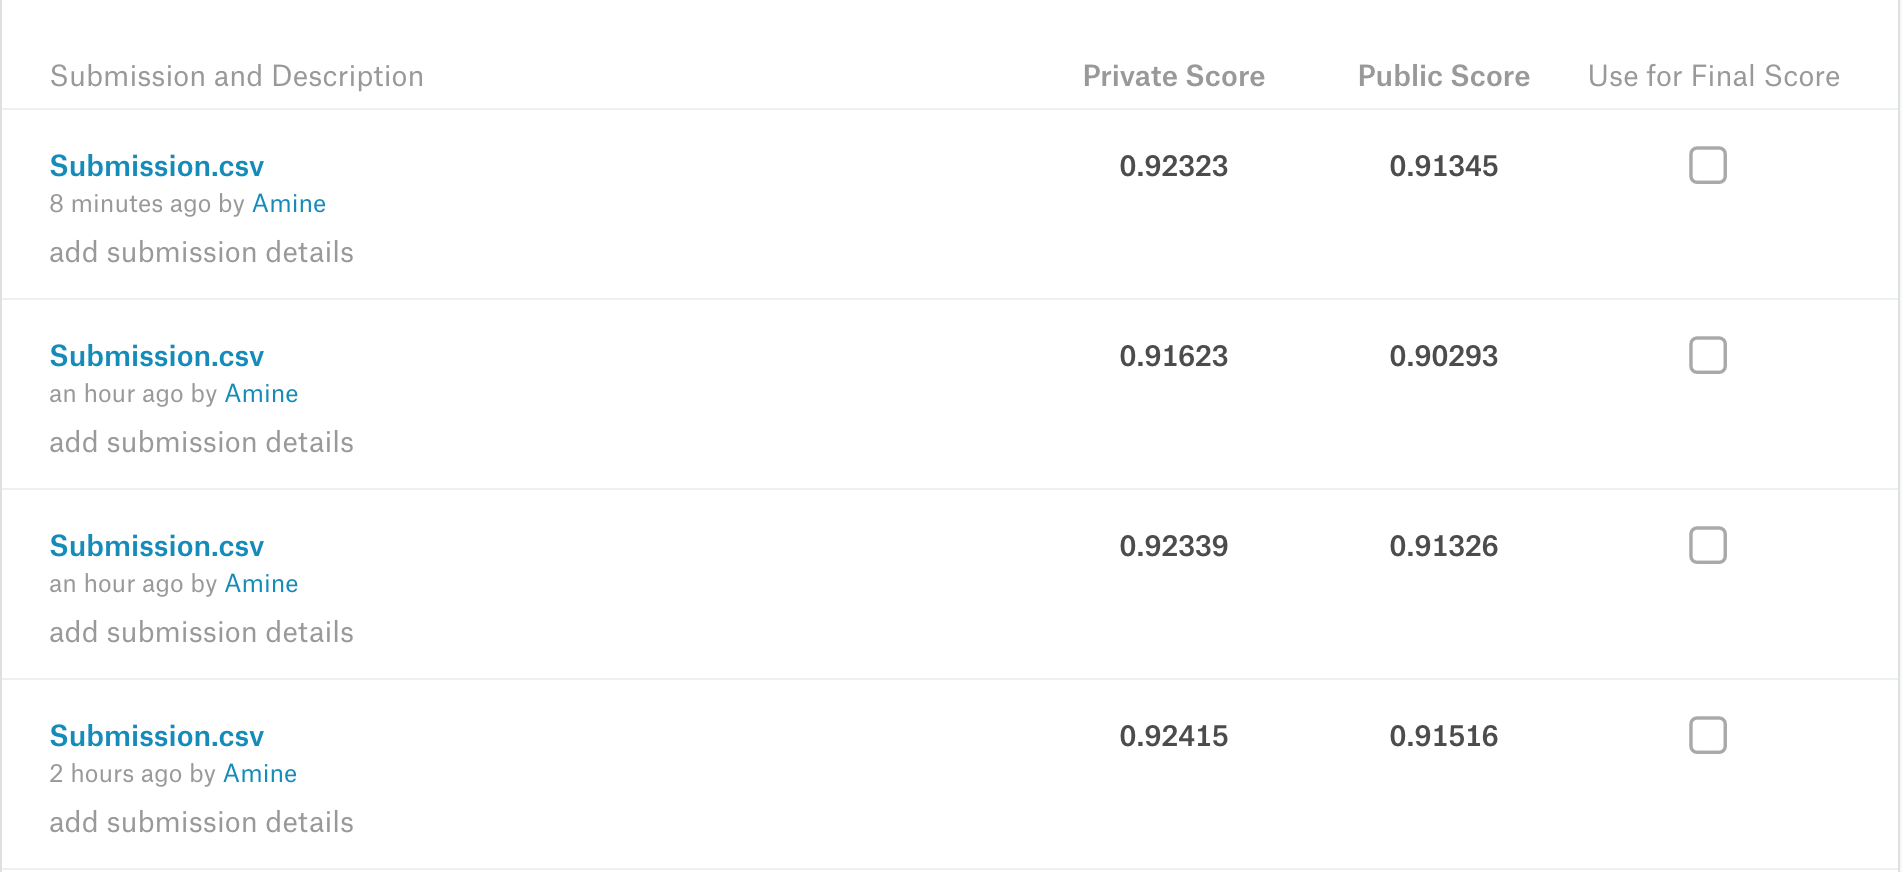 Submission and Description Private Score Public Score Use for Final Score
Submission.csv 0.92323 0.91345
8 minutes ago by Amine
add submission details
Submission.csv 0.91623 0.90293
an hour ago by Amine
add submission details
Submission.csv 0.92339 0.91326
an hour ago by Amine
add submission details
Submission.csv 0.92415 0.91516
2 hours ago by Amine
add submission details